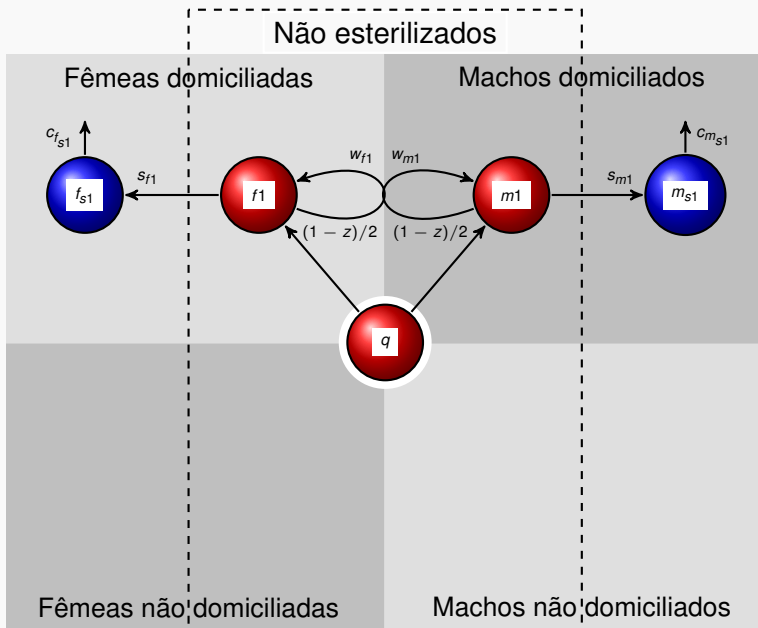 Não esterilizados
Fêmeas domiciliadas
Machos domiciliados
c_{f_{s1}}
w_{f1}
w_{m1}
c_{m_{s1}}
s_{f1}
s_{m1}
f_{s1}
f1
m1
m_{s1}
(1 − z)/2
(1 − z)/2
q
Fêmeas não domiciliadas
Machos não domiciliados